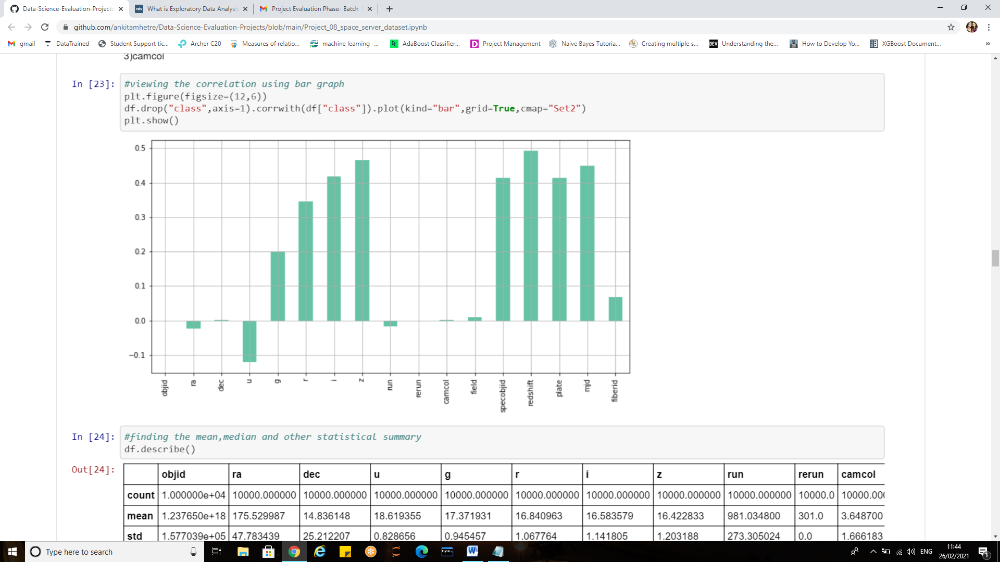 Data-Science-Evaluation-Projects
What is Exploratory Data Analysis
Project Evaluation Phase- Batch 1
github.com/ankitamhetre/Data-Science-Evaluation-Projects/blob/main/Project_08_space_server_dataset.ipynb
gmail
DataTrained
Student Support tic...
Archer C20
Measures of relatio...
machine learning -...
AdaBoost Classifier...
Project Management
Naive Bayes Tutoria...
Creating multiple s...
DEV Understanding the...
How to Develop Yo...
XGBoost Document...
»
3)camcol
In [23]: #viewing the correlation using bar graph
plt.figure(figsize=(12,6))
df.drop("class",axis=1).corrwith(df["class"]).plot(kind="bar",grid=True,cmap="Set2")
plt.show()
0.5
0.4
0.3
0.2
0.1
0.0
−0.1
objid ra dec u g r i z run rerun camcol field specobjid redshift plate mjd fiberid
In [24]: #finding the mean,median and other statistical summary
df.describe()
Out[24]:
objid ra dec u g r i z run rerun camcol
count 1.000000e+04 10000.000000 10000.000000 10000.000000 10000.000000 10000.000000 10000.000000 10000.000000 10000.000000 10000.0 10000.00
mean 1.237650e+18 175.529987 14.836148 18.619355 17.371931 16.840963 16.583579 16.422833 981.034800 301.0 3.648700
std 1.577039e+05 47.783439 25.212207 0.828656 0.945457 1.067764 1.141805 1.203188 273.305024 0.0 1.666183
Type here to search
ENG
11:44
26/02/2021
1